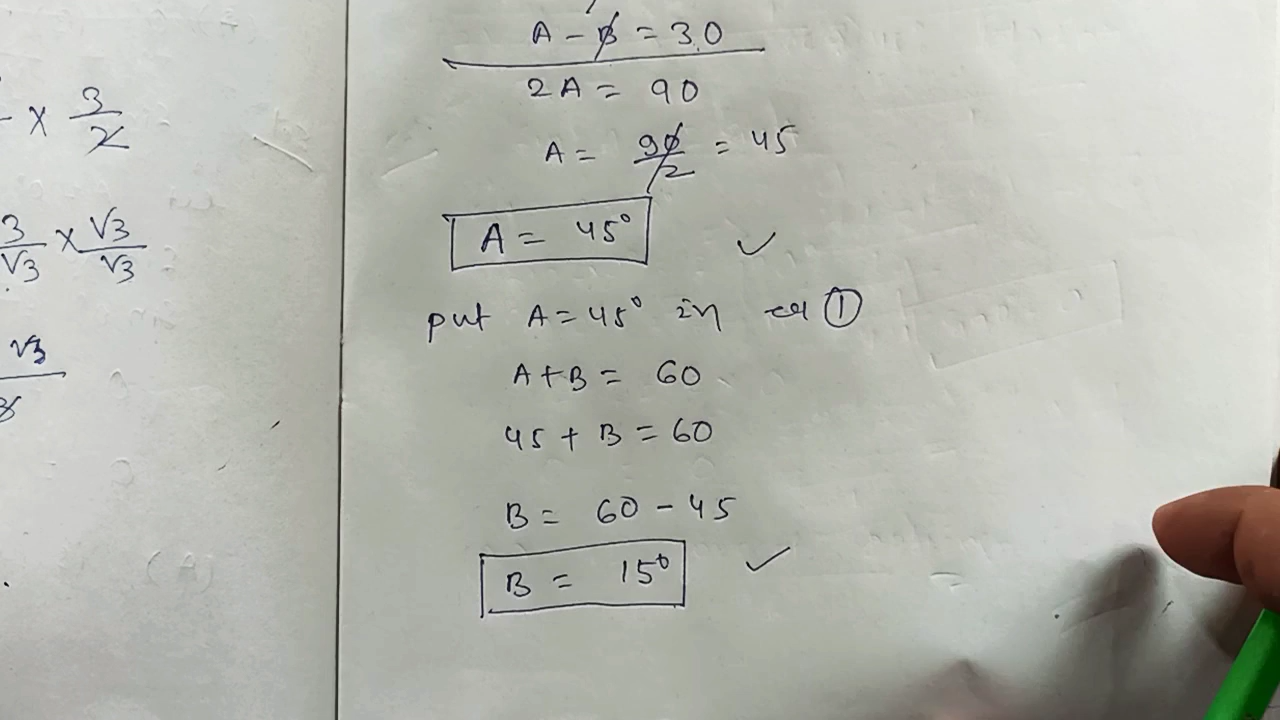 × 3/2
3/√3 × √3/√3
√3
A - B = 30
2A = 90
A = 90/2 = 45
A = 45°
put A = 45° in eq ①
A + B = 60
45 + B = 60
B = 60 - 45
B = 15°